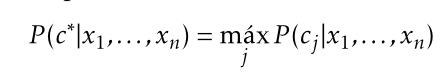 P(c*|x₁,...,xₙ) = máx P(cⱼ|x₁,...,xₙ)
j